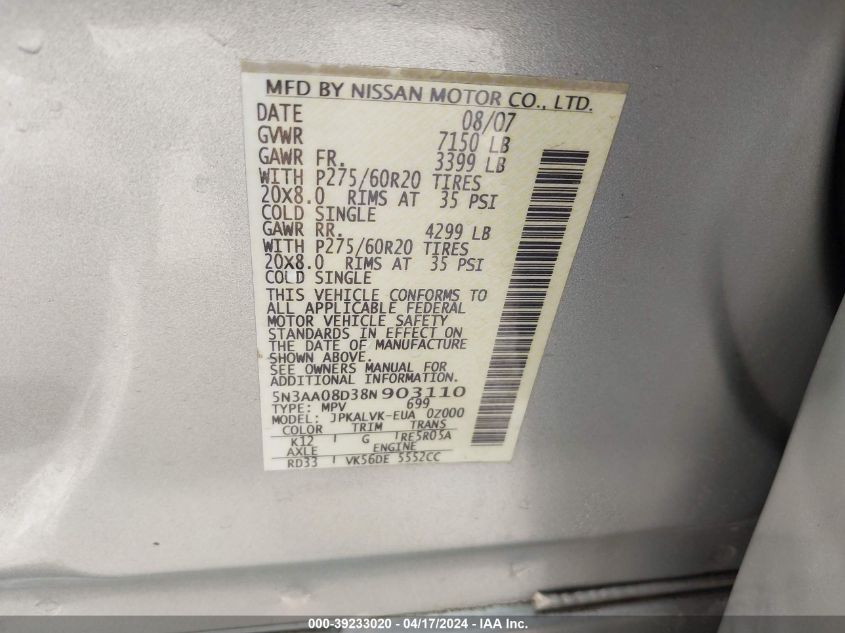 MFD BY NISSAN MOTOR CO., LTD.
DATE 08/07
GVWR 7150 LB
GAWR FR. 3399 LB
WITH P275/60R20 TIRES
20X8.0 RIMS AT 35 PSI
COLD SINGLE
GAWR RR. 4299 LB
WITH P275/60R20 TIRES
20X8.0 RIMS AT 35 PSI
COLD SINGLE
THIS VEHICLE CONFORMS TO
ALL APPLICABLE FEDERAL
MOTOR VEHICLE SAFETY
STANDARDS IN EFFECT ON
THE DATE OF MANUFACTURE
SHOWN ABOVE.
SEE OWNERS MANUAL FOR
ADDITIONAL INFORMATION.
5N3AA08D38N903110
TYPE: MPV 699
MODEL: JPKALVK-EUA 0Z000
COLOR TRIM TRANS
K12 G RE5R05A
AXLE ENGINE
RD33 VK56DE 5552CC
000-39233020 - 04/17/2024 - IAA Inc.